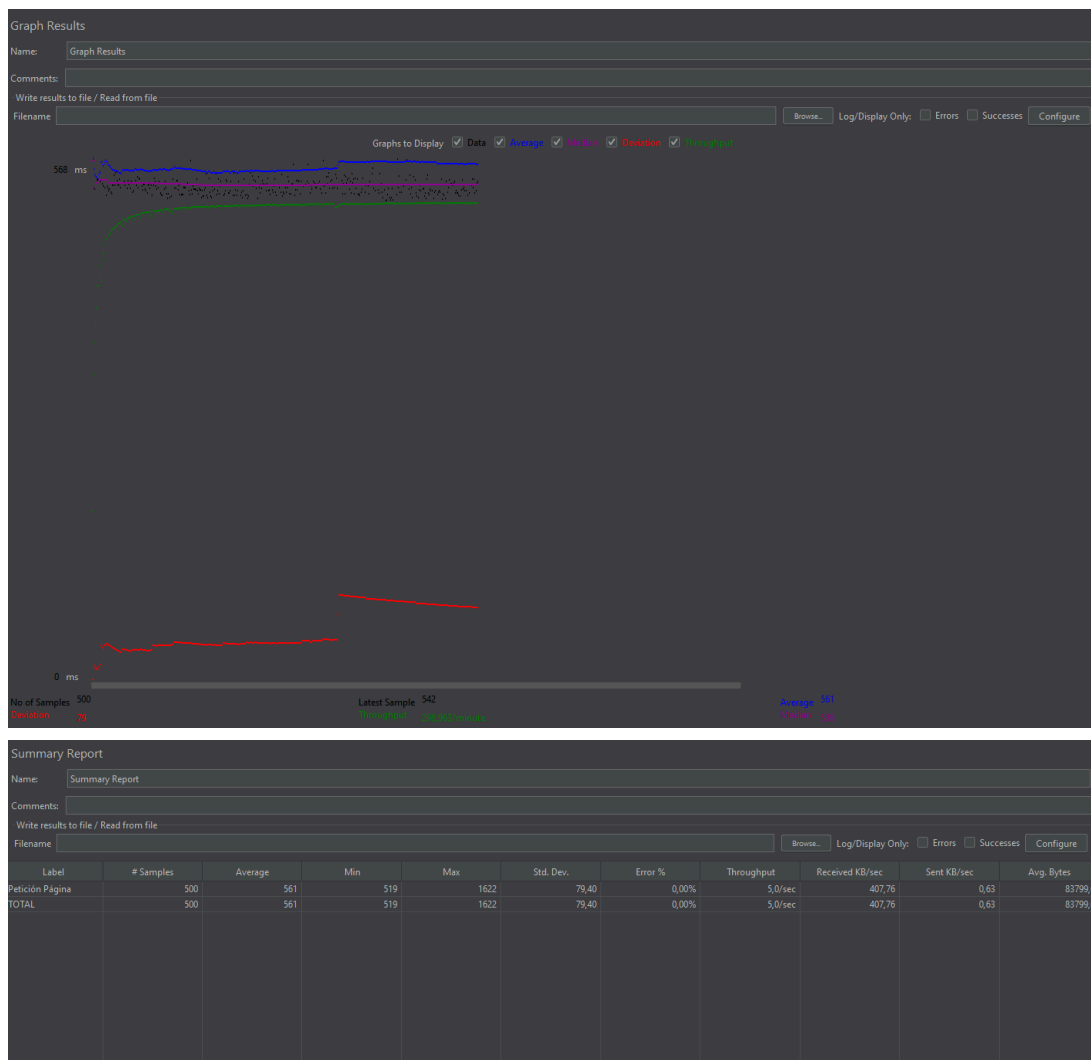 Graph Results
Name: Graph Results
Comments:
Write results to file / Read from file
Filename Browse... Log/Display Only: Errors Successes Configure
Graphs to Display Data Average Median Deviation Throughput
568 ms
0 ms
No of Samples 500 Latest Sample 542 Average 561
Deviation 79 Throughput Median
Summary Report
Name: Summary Report
Comments:
Write results to file / Read from file
Filename Browse... Log/Display Only: Errors Successes Configure
Label # Samples Average Min Max Std. Dev. Error % Throughput Received KB/sec Sent KB/sec Avg. Bytes
Petición Página 500 561 519 1622 79,40 0,00% 5,0/sec 407,76 0,63 83799,
TOTAL 500 561 519 1622 79,40 0,00% 5,0/sec 407,76 0,63 83799,